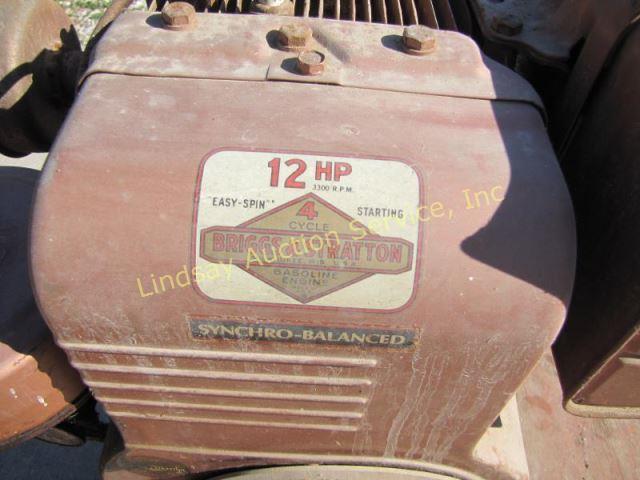 12 HP
3300 R.P.M.
"EASY-SPIN" STARTING
4
CYCLE
BRIGGS & STRATTON
GASOLINE
ENGINE
SYNCHRO-BALANCED
Lindsay Auction Service, Inc